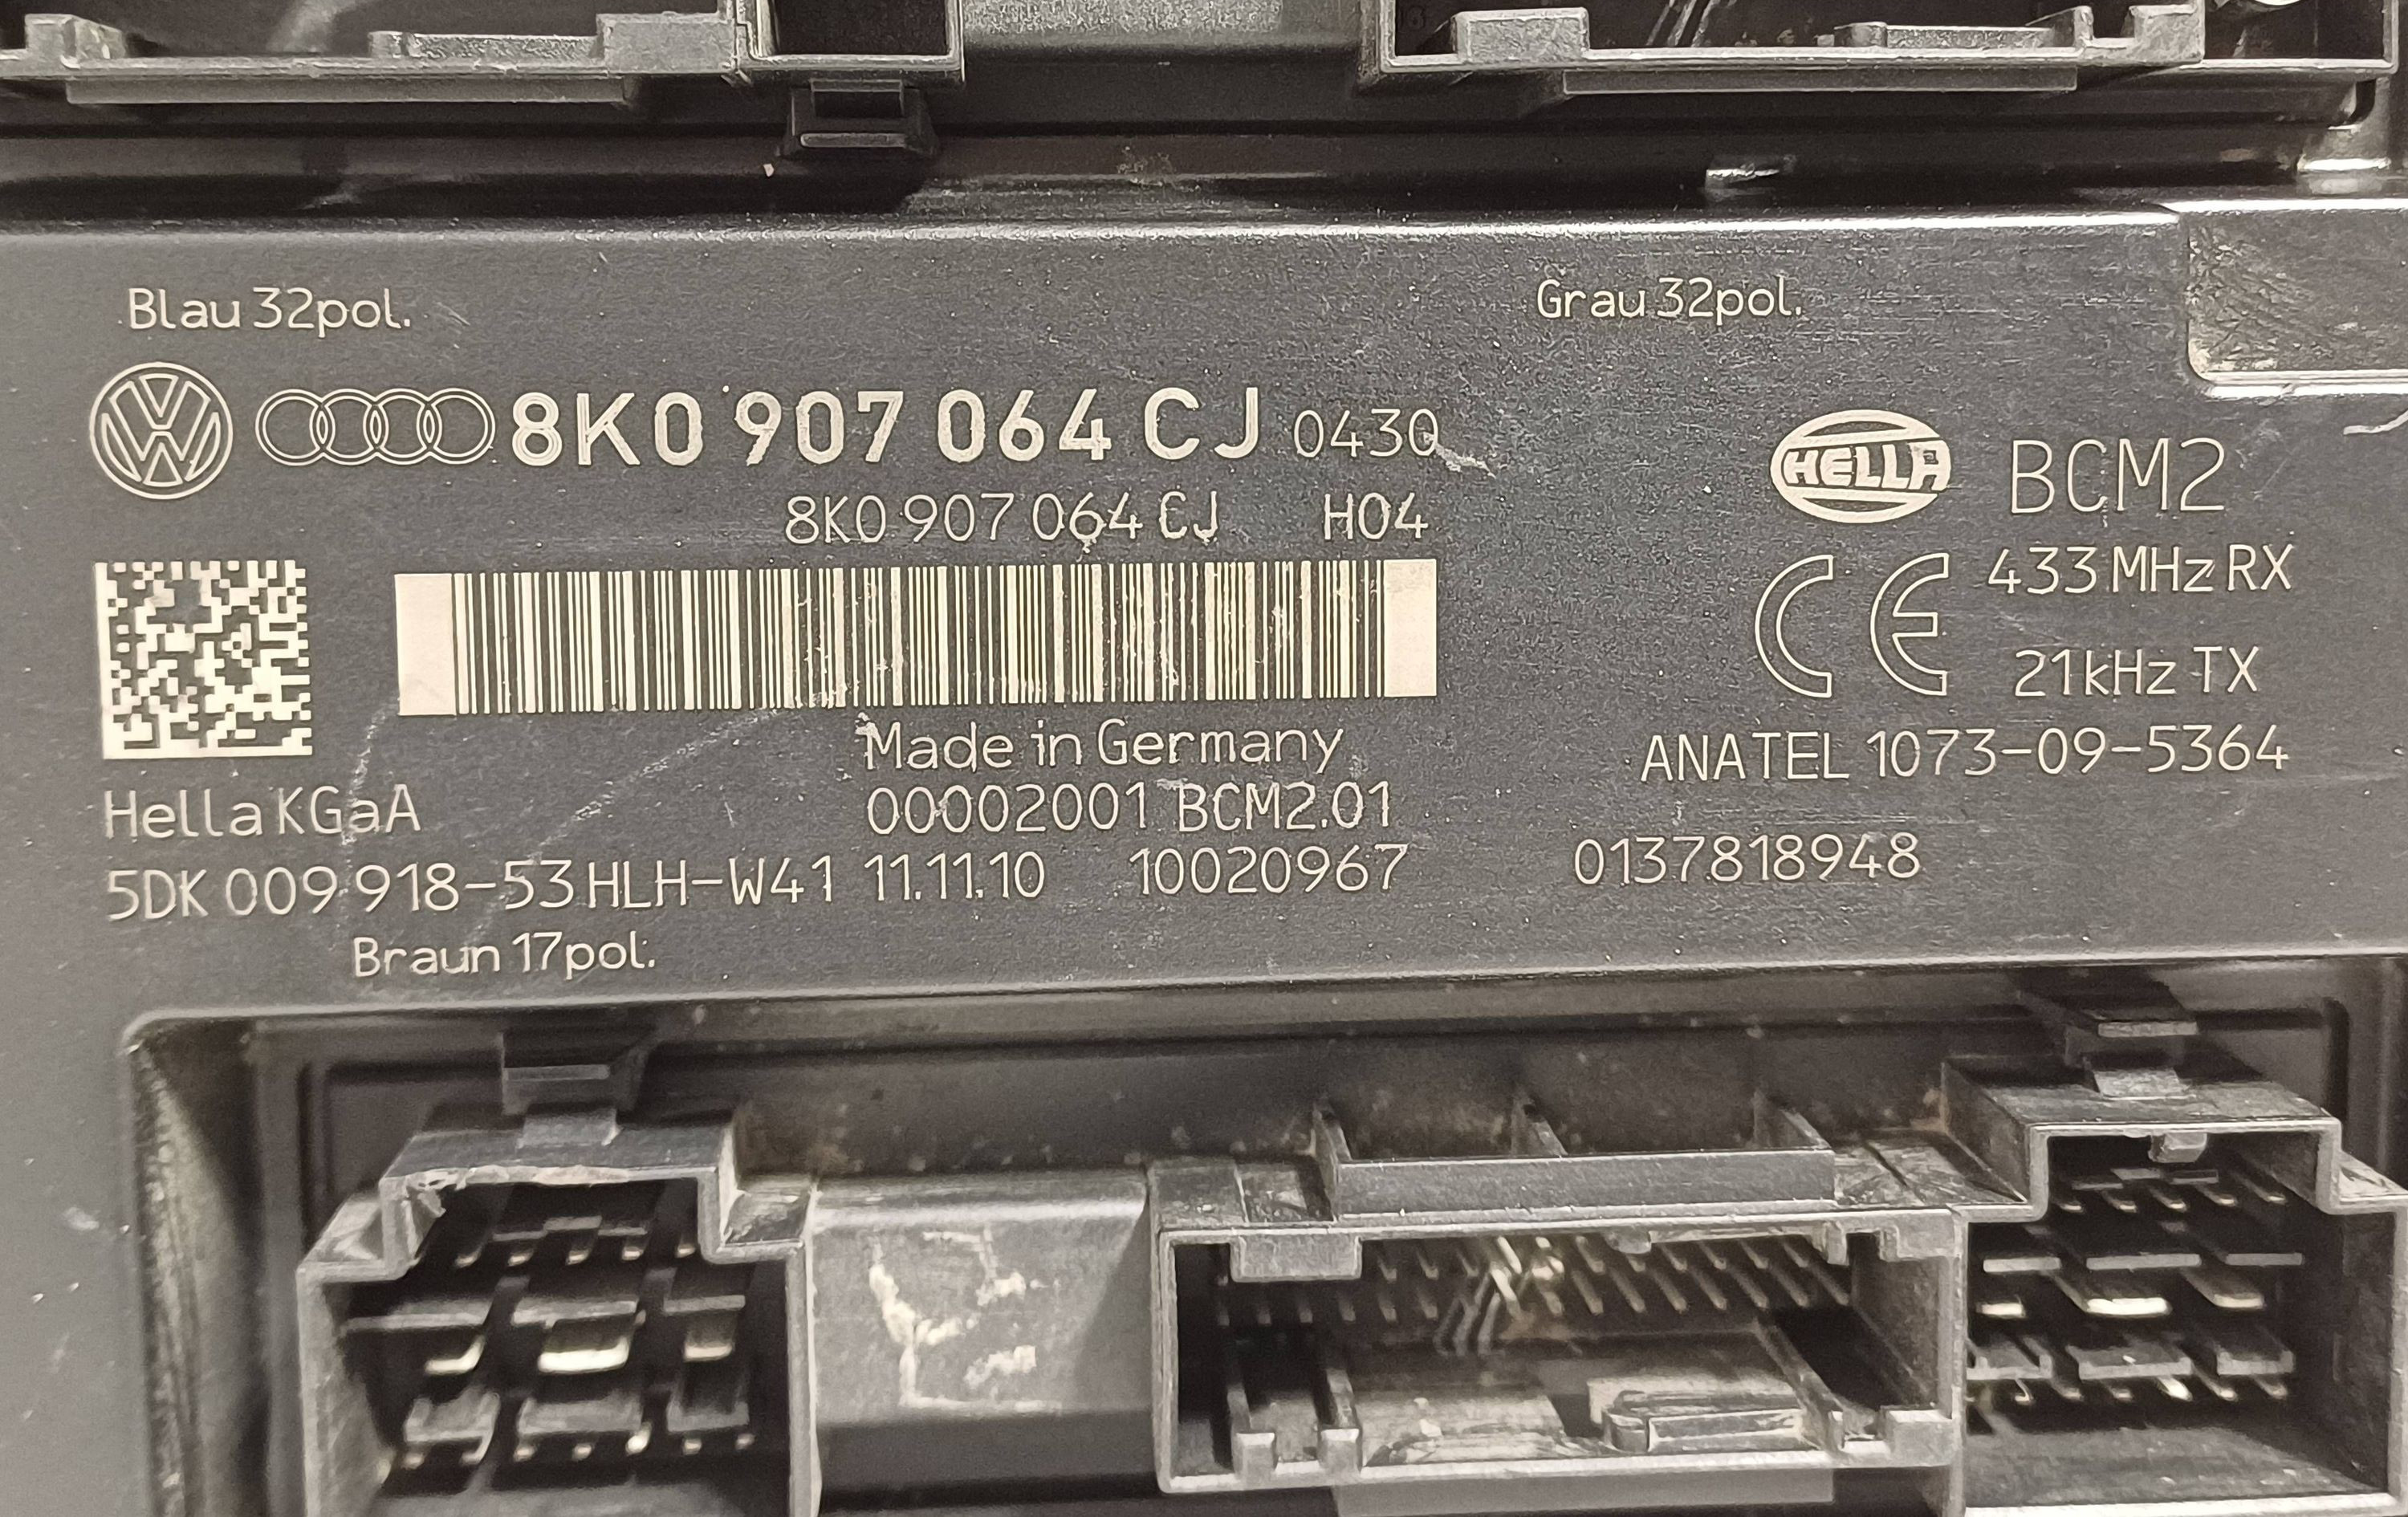 Blau 32pol.
Grau 32pol.
8K0 907 064 CJ 0430
HELLA BCM2
8K0 907 064 CJ H04
CE 433 MHz RX
21kHz TX
Made in Germany
ANATEL 1073-09-5364
Hella KGaA
00002001 BCM2.01
5DK 009 918-53 HLH-W41 11.11.10 10020967
0137818948
Braun 17pol.